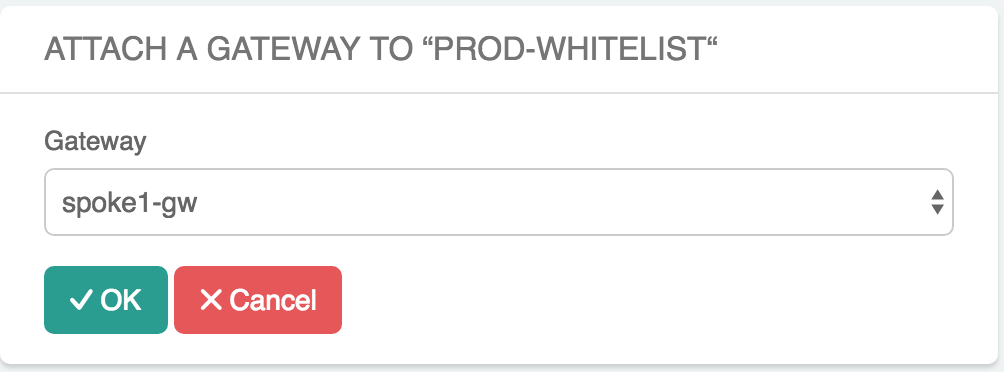 ATTACH A GATEWAY TO “PROD-WHITELIST“
Gateway
spoke1-gw
OK Cancel